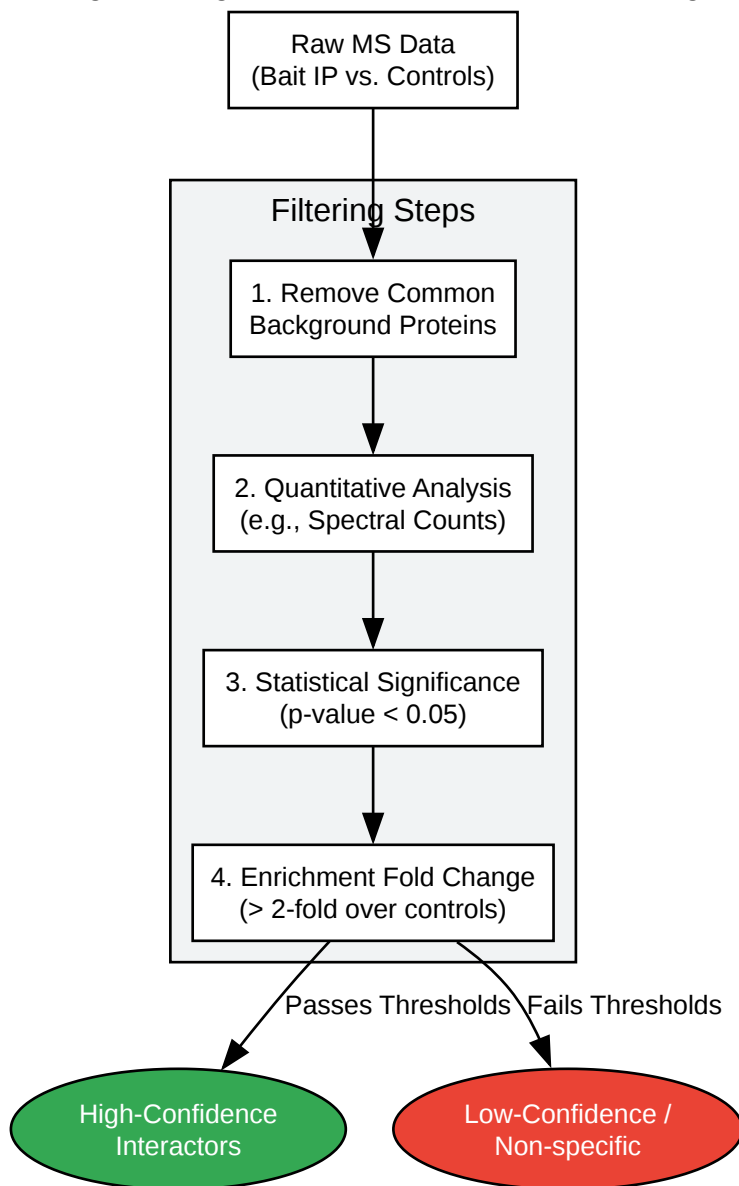 Raw MS Data
(Bait IP vs. Controls)
Filtering Steps
1. Remove Common
Background Proteins
2. Quantitative Analysis
(e.g., Spectral Counts)
3. Statistical Significance
(p-value < 0.05)
4. Enrichment Fold Change
(> 2-fold over controls)
Passes Thresholds
Fails Thresholds
High-Confidence
Interactors
Low-Confidence /
Non-specific